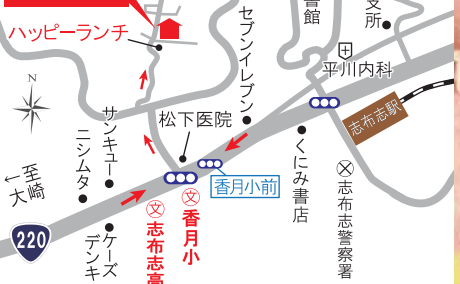 ハッピーランチ
セブンイレブン
書館
支所
平川内科
N
サンキュー
ニシムタ
松下医院
志布志駅
←至
大崎
くにみ書店
香月小前
文
香月小
文
志布志高
志布志警察署
220
ケーズ
デンキ